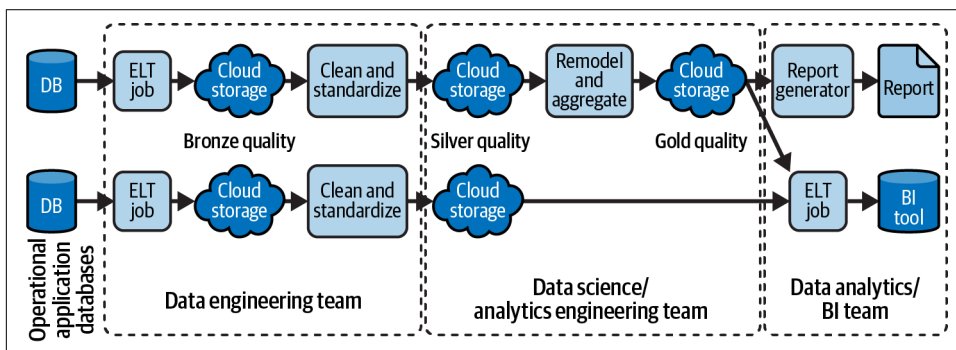 DB
ELT
job
Cloud
storage
Clean and
standardize
Cloud
storage
Remodel
and
aggregate
Cloud
storage
Report
generator
Report
Bronze quality
Silver quality
Gold quality
DB
ELT
job
Cloud
storage
Clean and
standardize
Cloud
storage
ELT
job
BI
tool
Operational
application
databases
Data engineering team
Data science/
analytics engineering team
Data analytics/
BI team